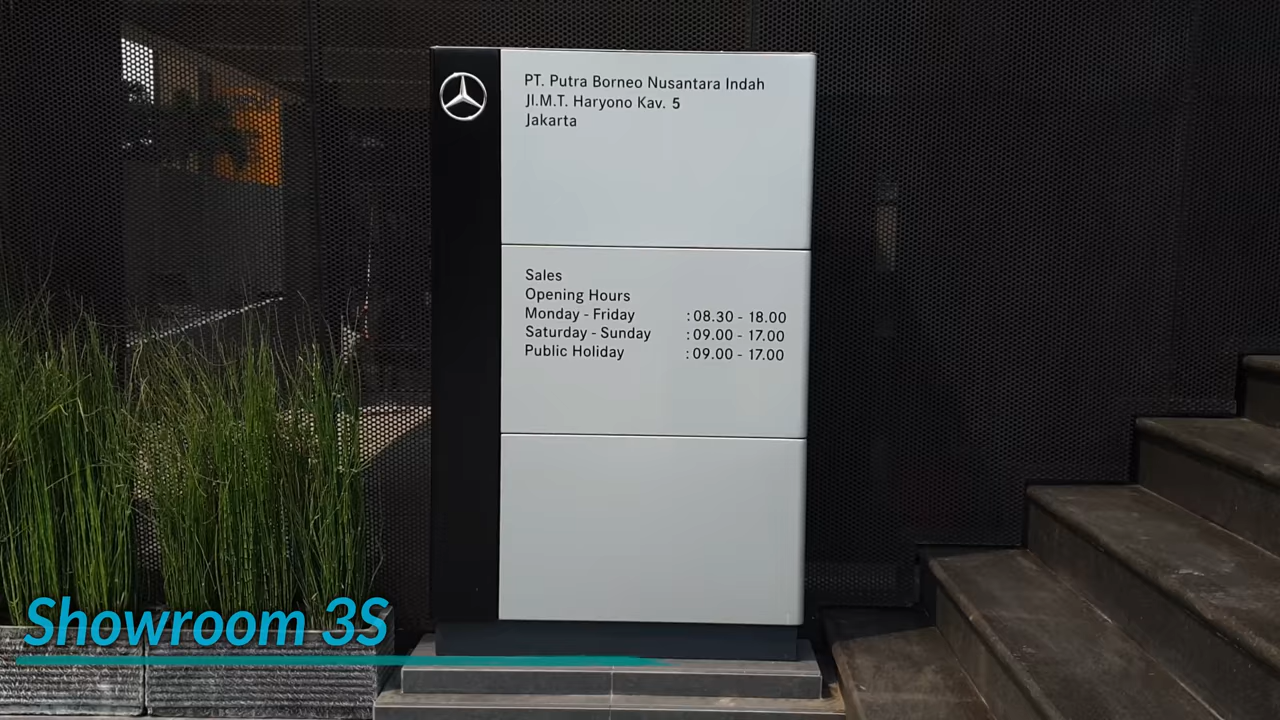 PT. Putra Borneo Nusantara Indah
Jl.M.T. Haryono Kav. 5
Jakarta
Sales
Opening Hours
Monday - Friday : 08.30 - 18.00
Saturday - Sunday : 09.00 - 17.00
Public Holiday : 09.00 - 17.00
Showroom 3S